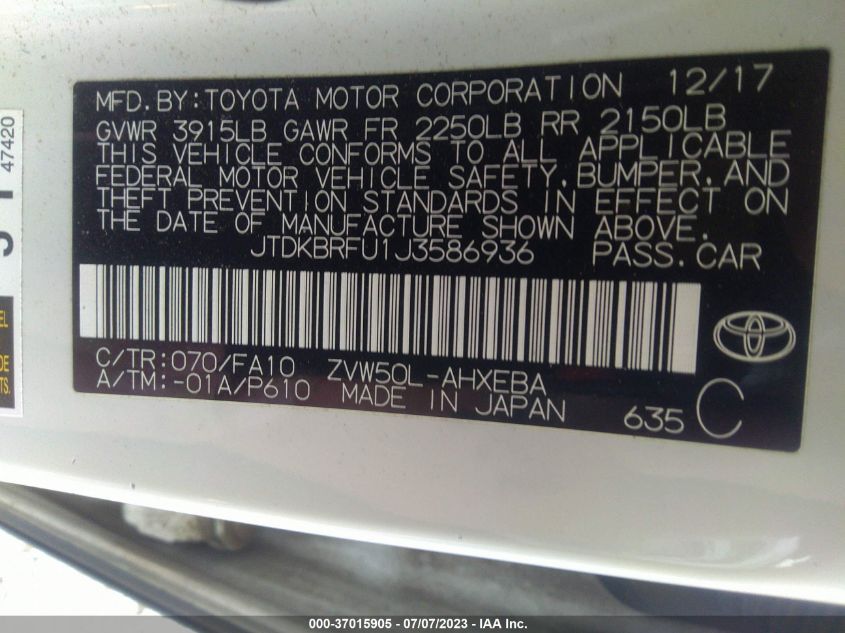 MFD.BY:TOYOTA MOTOR CORPORATION 12/17
GVWR 3915LB GAWR FR 2250LB RR 2150LB
THIS VEHICLE CONFORMS TO ALL APPLICABLE
FEDERAL MOTOR VEHICLE SAFETY,BUMPER,AND
THEFT PREVENTION STANDARDS IN EFFECT ON
THE DATE OF MANUFACTURE SHOWN ABOVE.
JTDKBRFU1J3586936 PASS.CAR
C/TR:070/FA10 ZVW50L-AHXEBA
A/TM:-01A/P610 MADE IN JAPAN 635 C
47420
000-37015905 - 07/07/2023 - IAA Inc.